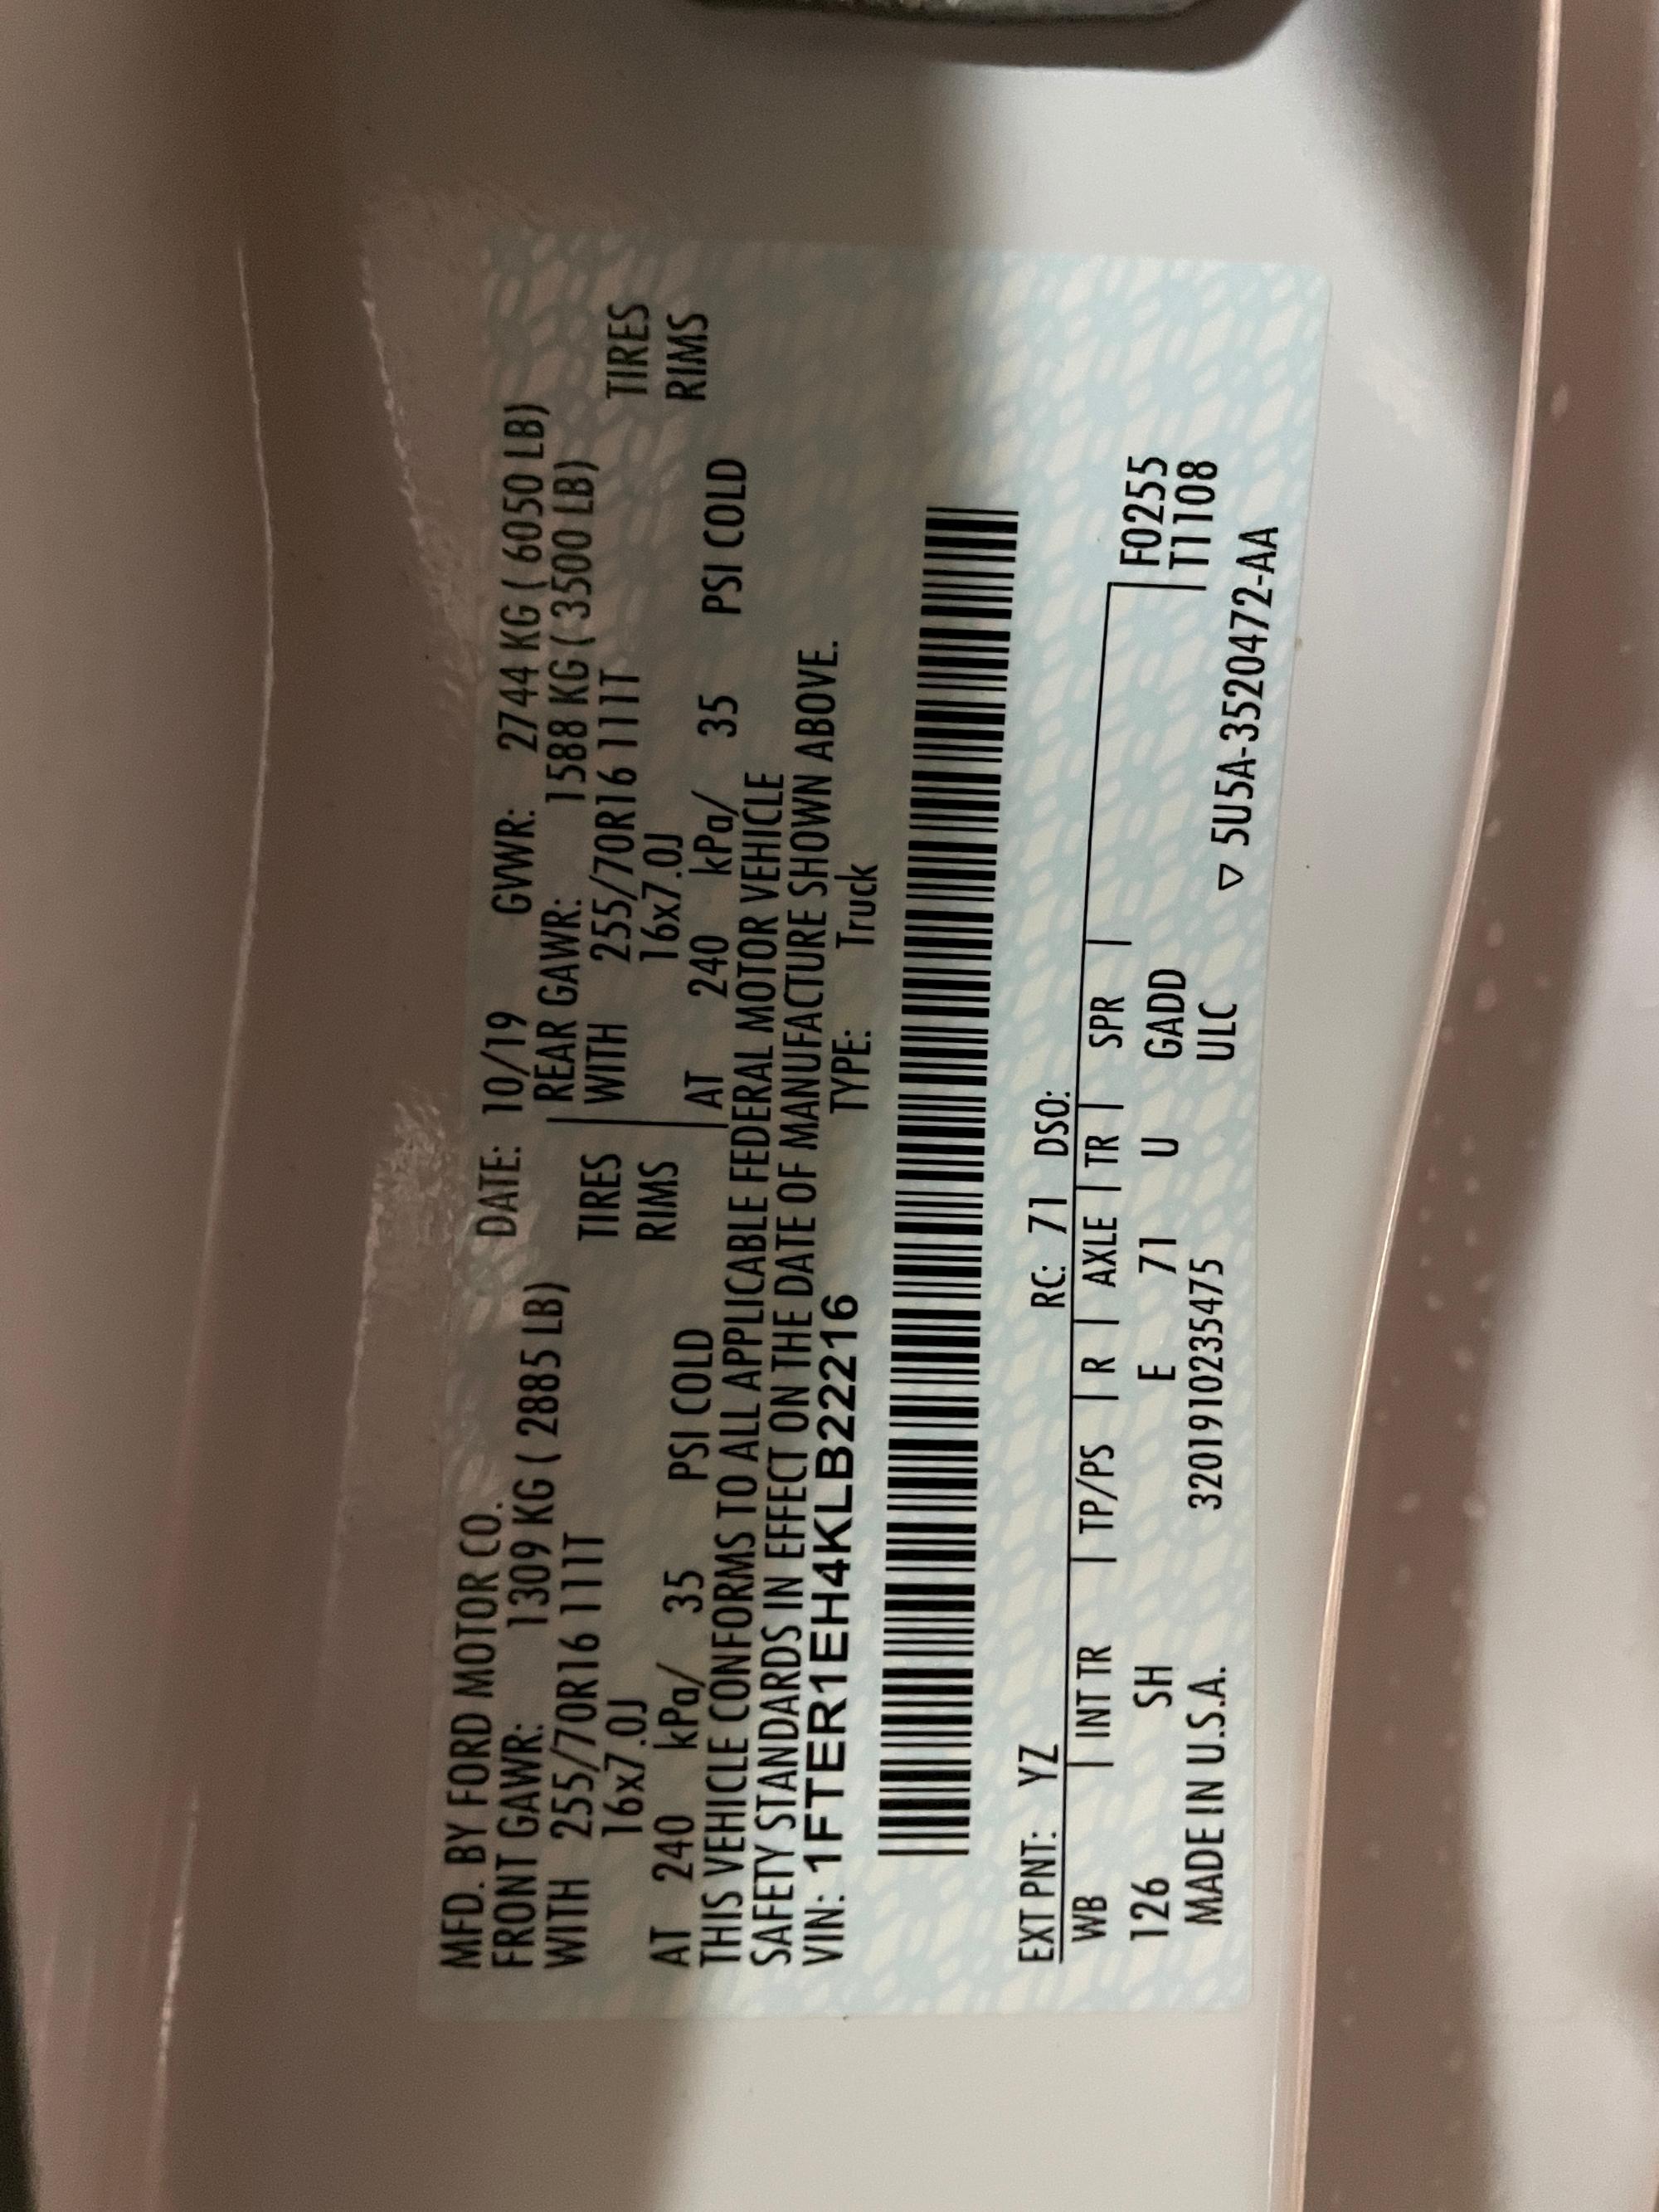 MFD. BY FORD MOTOR CO. DATE: 10/19 GVWR: 2744 KG ( 6050 LB)
FRONT GAWR: 1309 KG ( 2885 LB) REAR GAWR: 1588 KG ( 3500 LB)
WITH 255/70R16 111T TIRES WITH 255/70R16 111T TIRES
16x7.0J RIMS 16x7.0J RIMS
AT 240 kPa/ 35 PSI COLD AT 240 kPa/ 35 PSI COLD
THIS VEHICLE CONFORMS TO ALL APPLICABLE FEDERAL MOTOR VEHICLE
SAFETY STANDARDS IN EFFECT ON THE DATE OF MANUFACTURE SHOWN ABOVE.
VIN: 1FTER1EH4KLB22216 TYPE: Truck
EXT PNT: YZ RC: 71 DSO:
WB | INT TR | TP/PS | R | AXLE | TR | SPR |
F0255
126 SH E 71 U GADD T1108
MADE IN U.S.A. 3201910235475 ULC
▽ 5U5A-3520472-AA